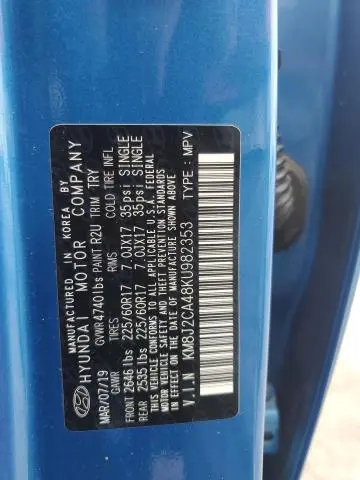 MANUFACTURED IN KOREA BY
HYUNDAI MOTOR COMPANY
MAR/07/19 GVWR 4740 lbs PAINT R2U TRIM TRY
GAWR TIRES RIMS COLD TIRE INFL
FRONT 2646 lbs 225/60R17 7.0JX17 35psi SINGLE
REAR 2535 lbs 225/60R17 7.0JX17 35psi SINGLE
THIS VEHICLE CONFORMS TO ALL APPLICABLE U.S.A. FEDERAL
MOTOR VEHICLE SAFETY, BUMPER, AND THEFT PREVENTION
STANDARDS IN EFFECT ON THE DATE OF MANUFACTURE SHOWN ABOVE.
V.I.N KM8J2CA48KU982353 TYPE: MPV